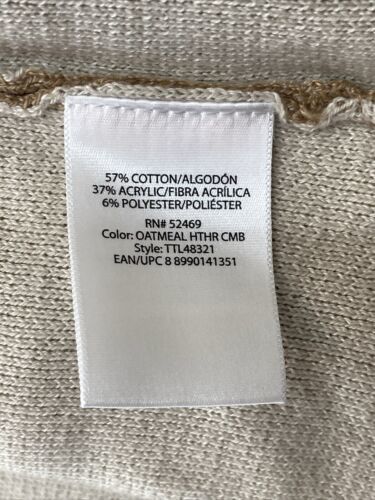 57% COTTON/ALGODÓN
37% ACRYLIC/FIBRA ACRÍLICA
6% POLYESTER/POLIÉSTER
RN# 52469
Color: OATMEAL HTHR CMB
Style: TTL48321
EAN/UPC 8 8990141351